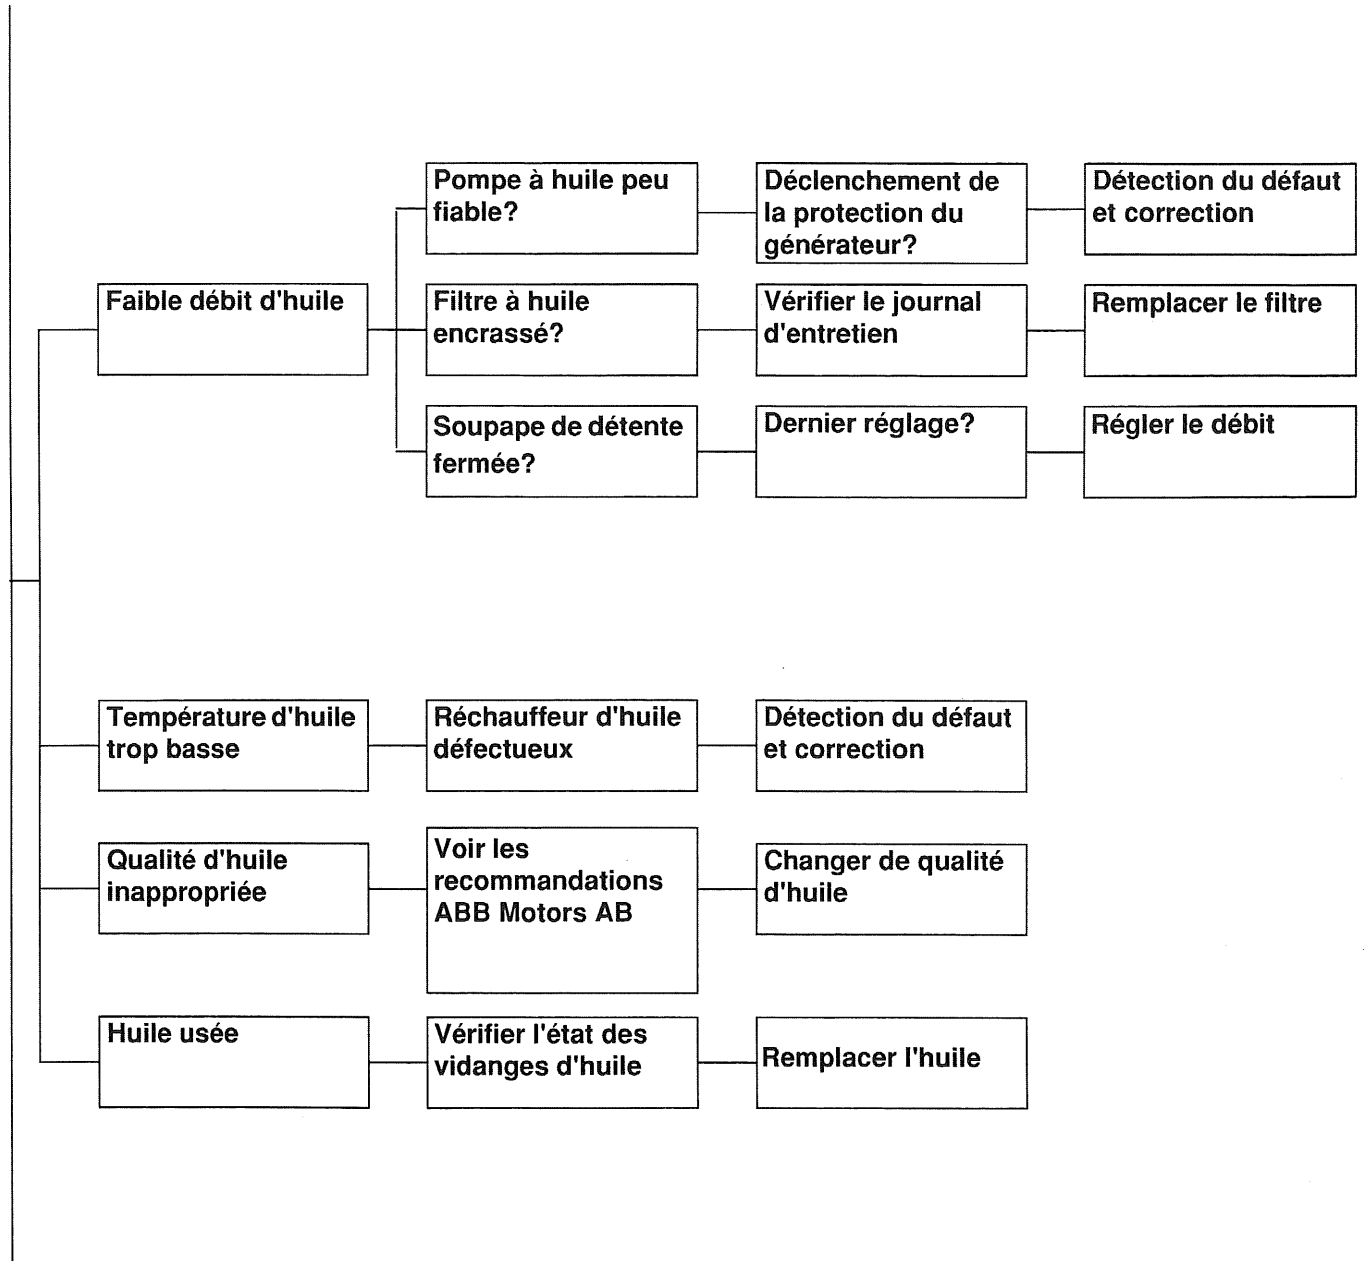 Pompe à huile peu
fiable?
Déclenchement de
la protection du
générateur?
Détection du défaut
et correction
Faible débit d'huile
Filtre à huile
encrassé?
Vérifier le journal
d'entretien
Remplacer le filtre
Soupape de détente
fermée?
Dernier réglage?
Régler le débit
Température d'huile
trop basse
Réchauffeur d'huile
défectueux
Détection du défaut
et correction
Qualité d'huile
inappropriée
Voir les
recommandations
ABB Motors AB
Changer de qualité
d'huile
Huile usée
Vérifier l'état des
vidanges d'huile
Remplacer l'huile